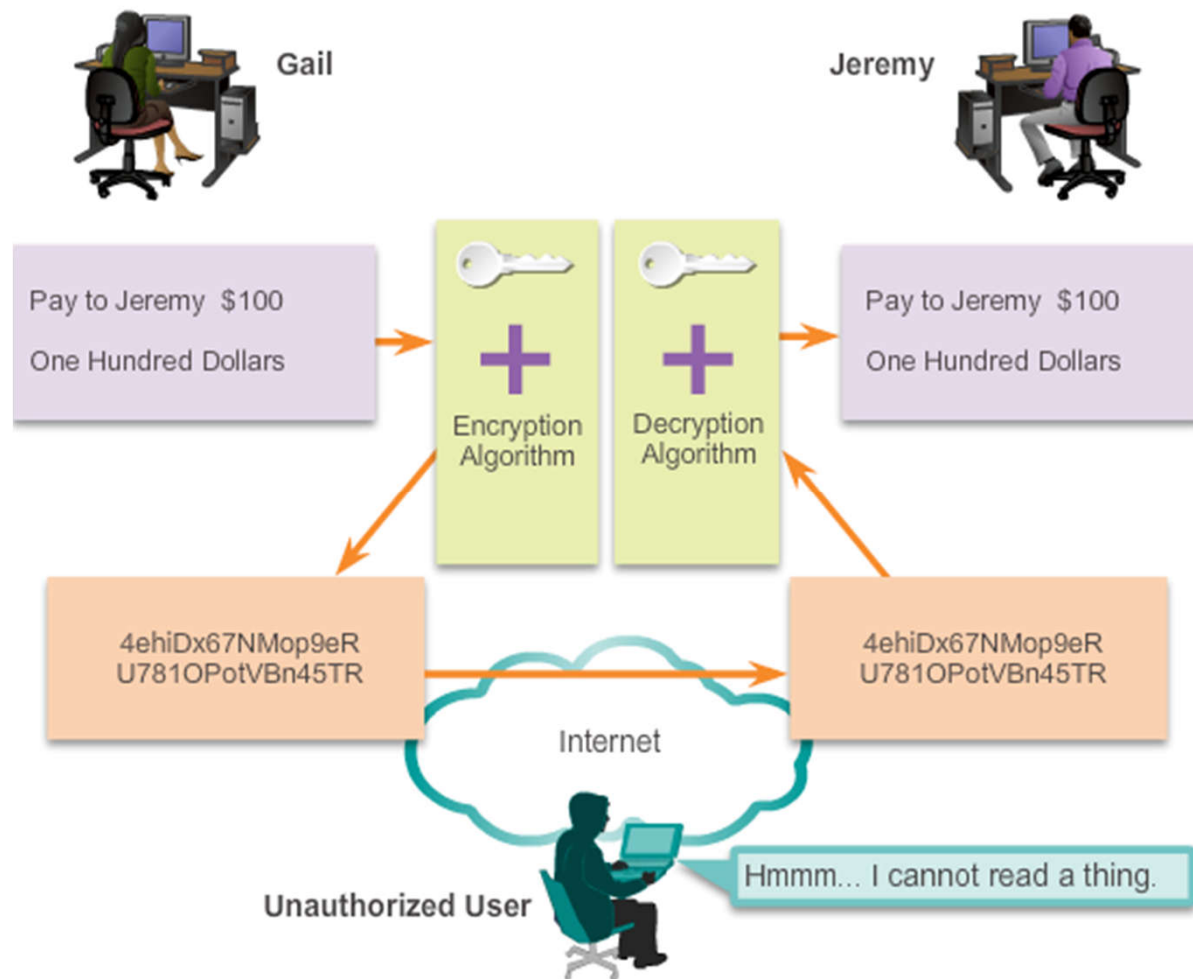 Gail
Jeremy
Pay to Jeremy $100
One Hundred Dollars
Encryption
Algorithm
Decryption
Algorithm
Pay to Jeremy $100
One Hundred Dollars
4ehiDx67NMop9eR
U781OPotVBn45TR
4ehiDx67NMop9eR
U781OPotVBn45TR
Internet
Hmmm... I cannot read a thing.
Unauthorized User